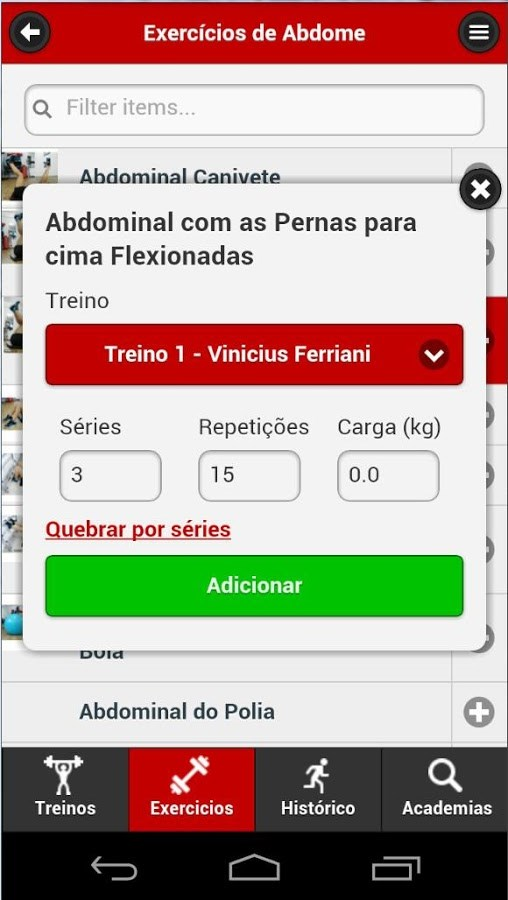 Exercícios de Abdome
Filter items...
Abdominal Canivete
Abdominal com as Pernas para
cima Flexionadas
Treino
Treino 1 - Vinicius Ferriani
Séries Repetições Carga (kg)
3 15 0.0
Quebrar por séries
Adicionar
Bola
Abdominal do Polia
Treinos Exercicios Histórico Academias